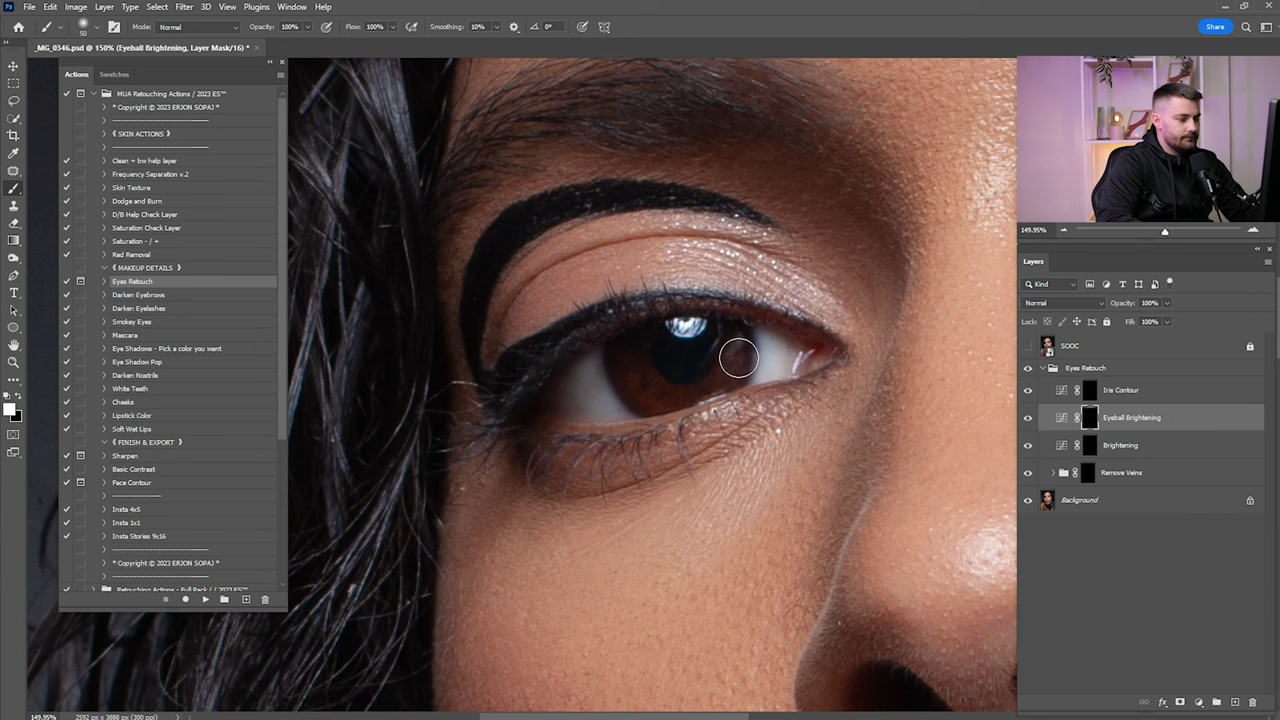 File Edit Image Layer Type Select Filter 3D View Plugins Window Help
50 Mode: Normal Opacity: 100% Flow: 100% Smoothing: 10% 0° Share
_MG_0346.psd @ 150% (Eyeball Brightening, Layer Mask/16) *
Actions Swatches
MUA Retouching Actions / 2023 ES™
* Copyright © 2023 ERJON SOPAJ *
《 SKIN ACTIONS 》
Clean + bw help layer
Frequency Separation v.2
Skin Texture
Dodge and Burn
D/B Help Check Layer
Saturation Check Layer
Saturation - / +
Red Removal
《 MAKEUP DETAILS 》
Eyes Retouch
Darken Eyebrows
Darken Eyelashes
Smokey Eyes
Mascara
Eye Shadows - Pick a color you want
Eye Shadow Pop
Darken Nostrils
White Teeth
Cheeks
Lipstick Color
Soft Wet Lips
《 FINISH & EXPORT 》
Sharpen
Basic Contrast
Face Contour
Insta 4x5
Insta 1x1
Insta Stories 9x16
* Copyright © 2023 ERJON SOPAJ *
Retouching Actions - Full Pack / / 2023 ES™
149.95%
Layers
Kind
Normal Opacity: 100%
Lock: Fill: 100%
SOOC
Eyes Retouch
Iris Contour
Eyeball Brightening
Brightening
Remove Veins
Background
149.95% 2592 px x 3888 px (300 ppi)